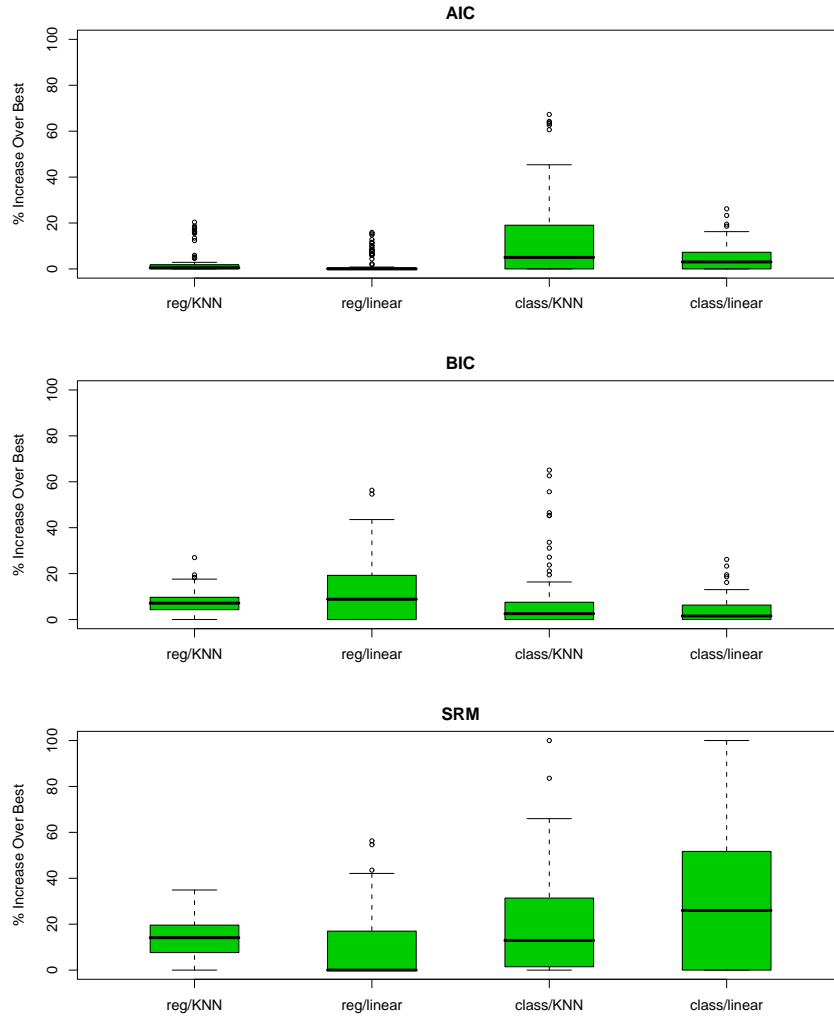 AIC
% Increase Over Best
0 20 40 60 80 100
reg/KNN reg/linear class/KNN class/linear
BIC
% Increase Over Best
0 20 40 60 80 100
reg/KNN reg/linear class/KNN class/linear
SRM
% Increase Over Best
0 20 40 60 80 100
reg/KNN reg/linear class/KNN class/linear